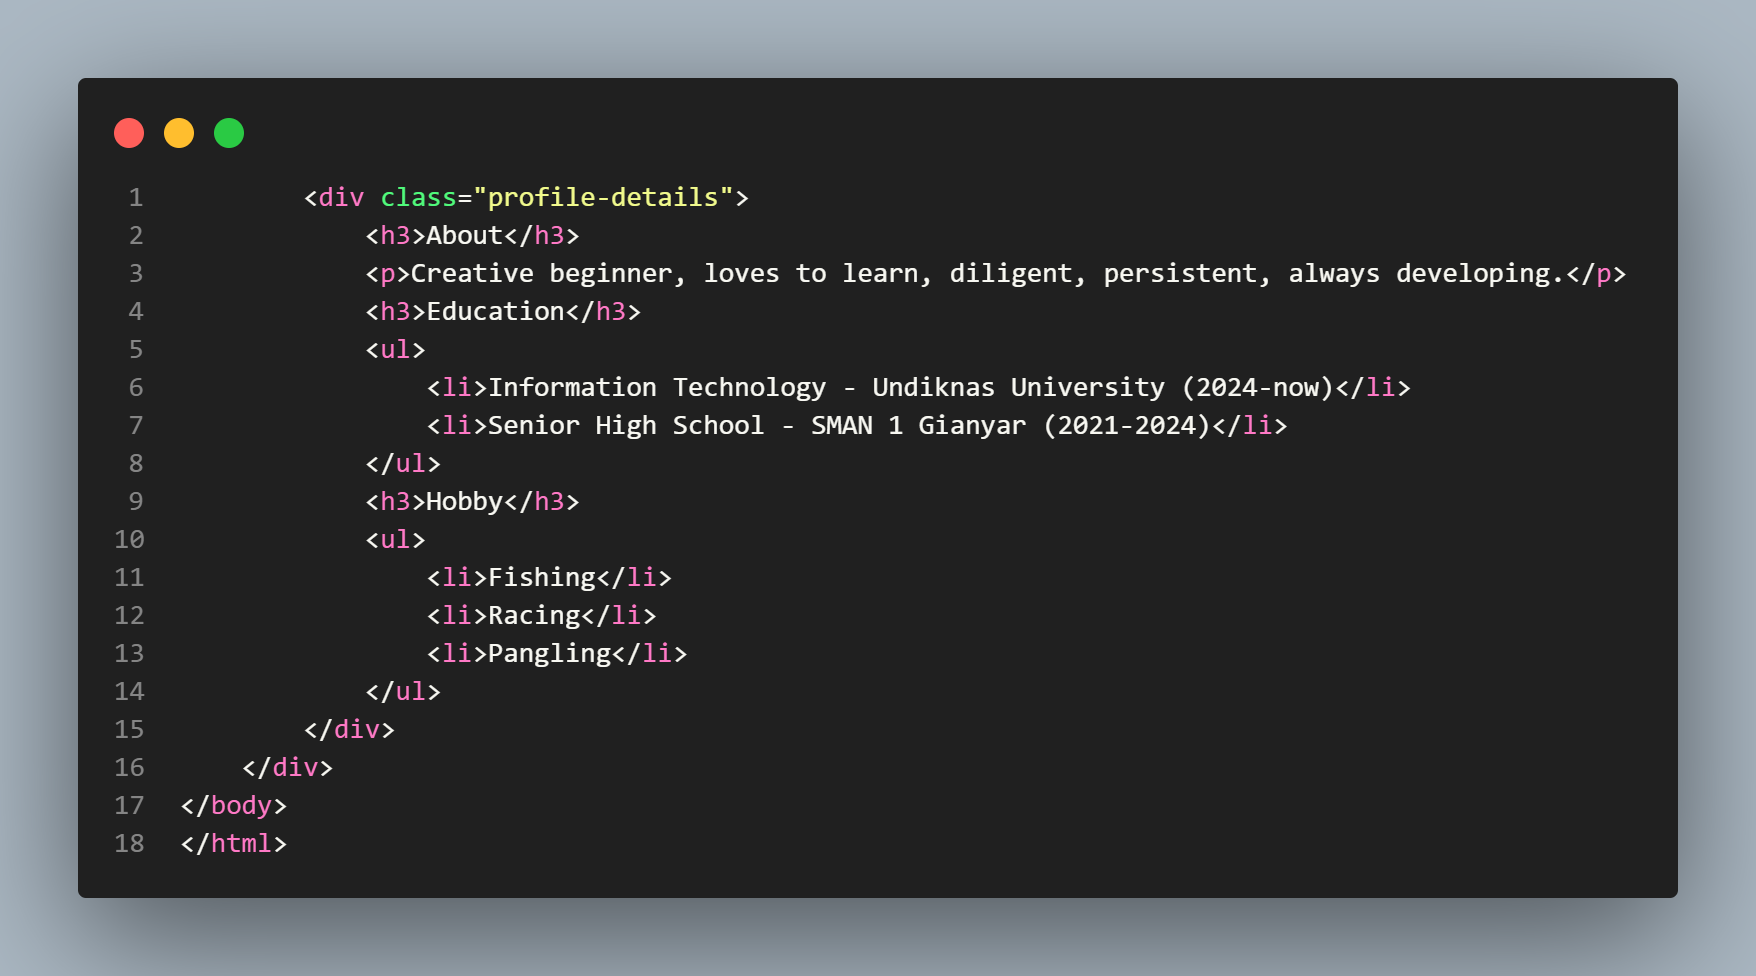 1 <div class="profile-details">
2 <h3>About</h3>
3 <p>Creative beginner, loves to learn, diligent, persistent, always developing.</p>
4 <h3>Education</h3>
5 <ul>
6 <li>Information Technology - Undiknas University (2024-now)</li>
7 <li>Senior High School - SMAN 1 Gianyar (2021-2024)</li>
8 </ul>
9 <h3>Hobby</h3>
10 <ul>
11 <li>Fishing</li>
12 <li>Racing</li>
13 <li>Pangling</li>
14 </ul>
15 </div>
16 </div>
17 </body>
18 </html>